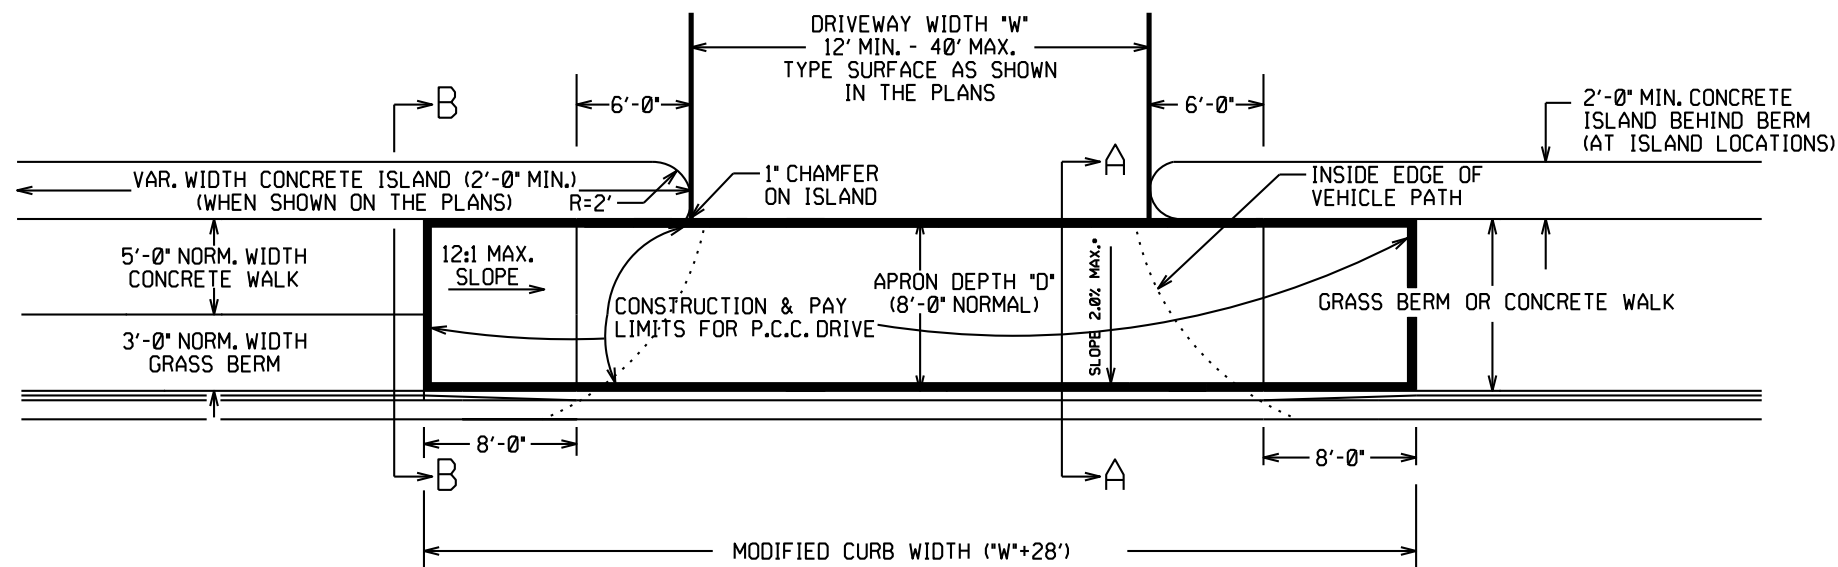 DRIVEWAY WIDTH "W"
12' MIN. - 40' MAX.
TYPE SURFACE AS SHOWN
IN THE PLANS
B
6'-0"
6'-0"
2'-0" MIN. CONCRETE
ISLAND BEHIND BERM
(AT ISLAND LOCATIONS)
A
VAR. WIDTH CONCRETE ISLAND (2'-0" MIN.)
(WHEN SHOWN ON THE PLANS)
R=2'
1" CHAMFER
ON ISLAND
INSIDE EDGE OF
VEHICLE PATH
5'-0" NORM. WIDTH
CONCRETE WALK
12:1 MAX.
SLOPE
CONSTRUCTION & PAY
LIMITS FOR P.C.C. DRIVE
APRON DEPTH "D"
(8'-0" NORMAL)
SLOPE 2.0% MAX.*
GRASS BERM OR CONCRETE WALK
3'-0" NORM. WIDTH
GRASS BERM
8'-0"
8'-0"
B
A
MODIFIED CURB WIDTH ("W"+28')